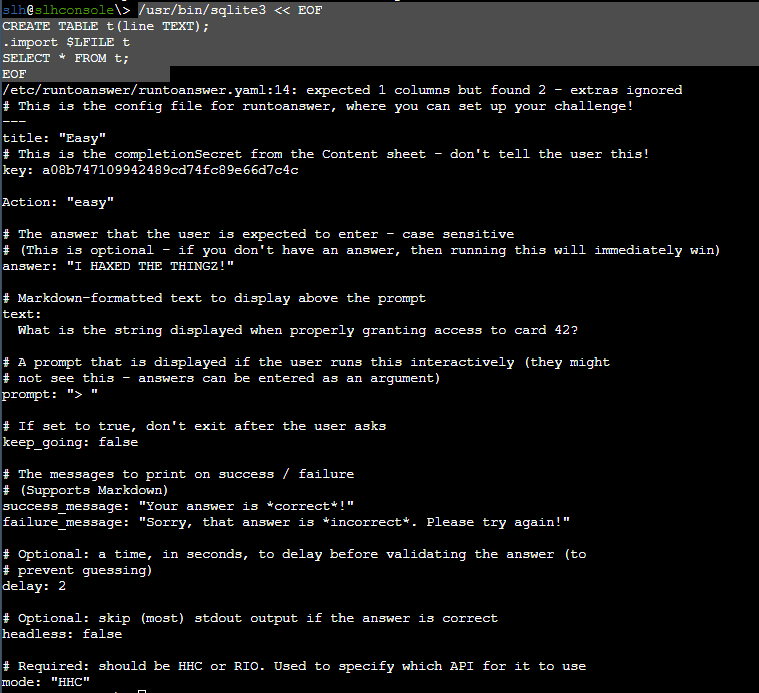 slh@slhconsole\> /usr/bin/sqlite3 << EOF
CREATE TABLE t(line TEXT);
.import $LFILE t
SELECT * FROM t;
EOF
/etc/runtoanswer/runtoanswer.yaml:14: expected 1 columns but found 2 - extras ignored
# This is the config file for runtoanswer, where you can set up your challenge!
---
title: "Easy"
# This is the completionSecret from the Content sheet - don't tell the user this!
key: a08b747109942489cd74fc89e66d7c4c
Action: "easy"
# The answer that the user is expected to enter - case sensitive
# (This is optional - if you don't have an answer, then running this will immediately win)
answer: "I HAXED THE THINGZ!"
# Markdown-formatted text to display above the prompt
text:
  What is the string displayed when properly granting access to card 42?
# A prompt that is displayed if the user runs this interactively (they might
# not see this - answers can be entered as an argument)
prompt: "> "
# If set to true, don't exit after the user asks
keep_going: false
# The messages to print on success / failure
# (Supports Markdown)
success_message: "Your answer is *correct*!"
failure_message: "Sorry, that answer is *incorrect*. Please try again!"
# Optional: a time, in seconds, to delay before validating the answer (to
# prevent guessing)
delay: 2
# Optional: skip (most) stdout output if the answer is correct
headless: false
# Required: should be HHC or RIO. Used to specify which API for it to use
mode: "HHC"